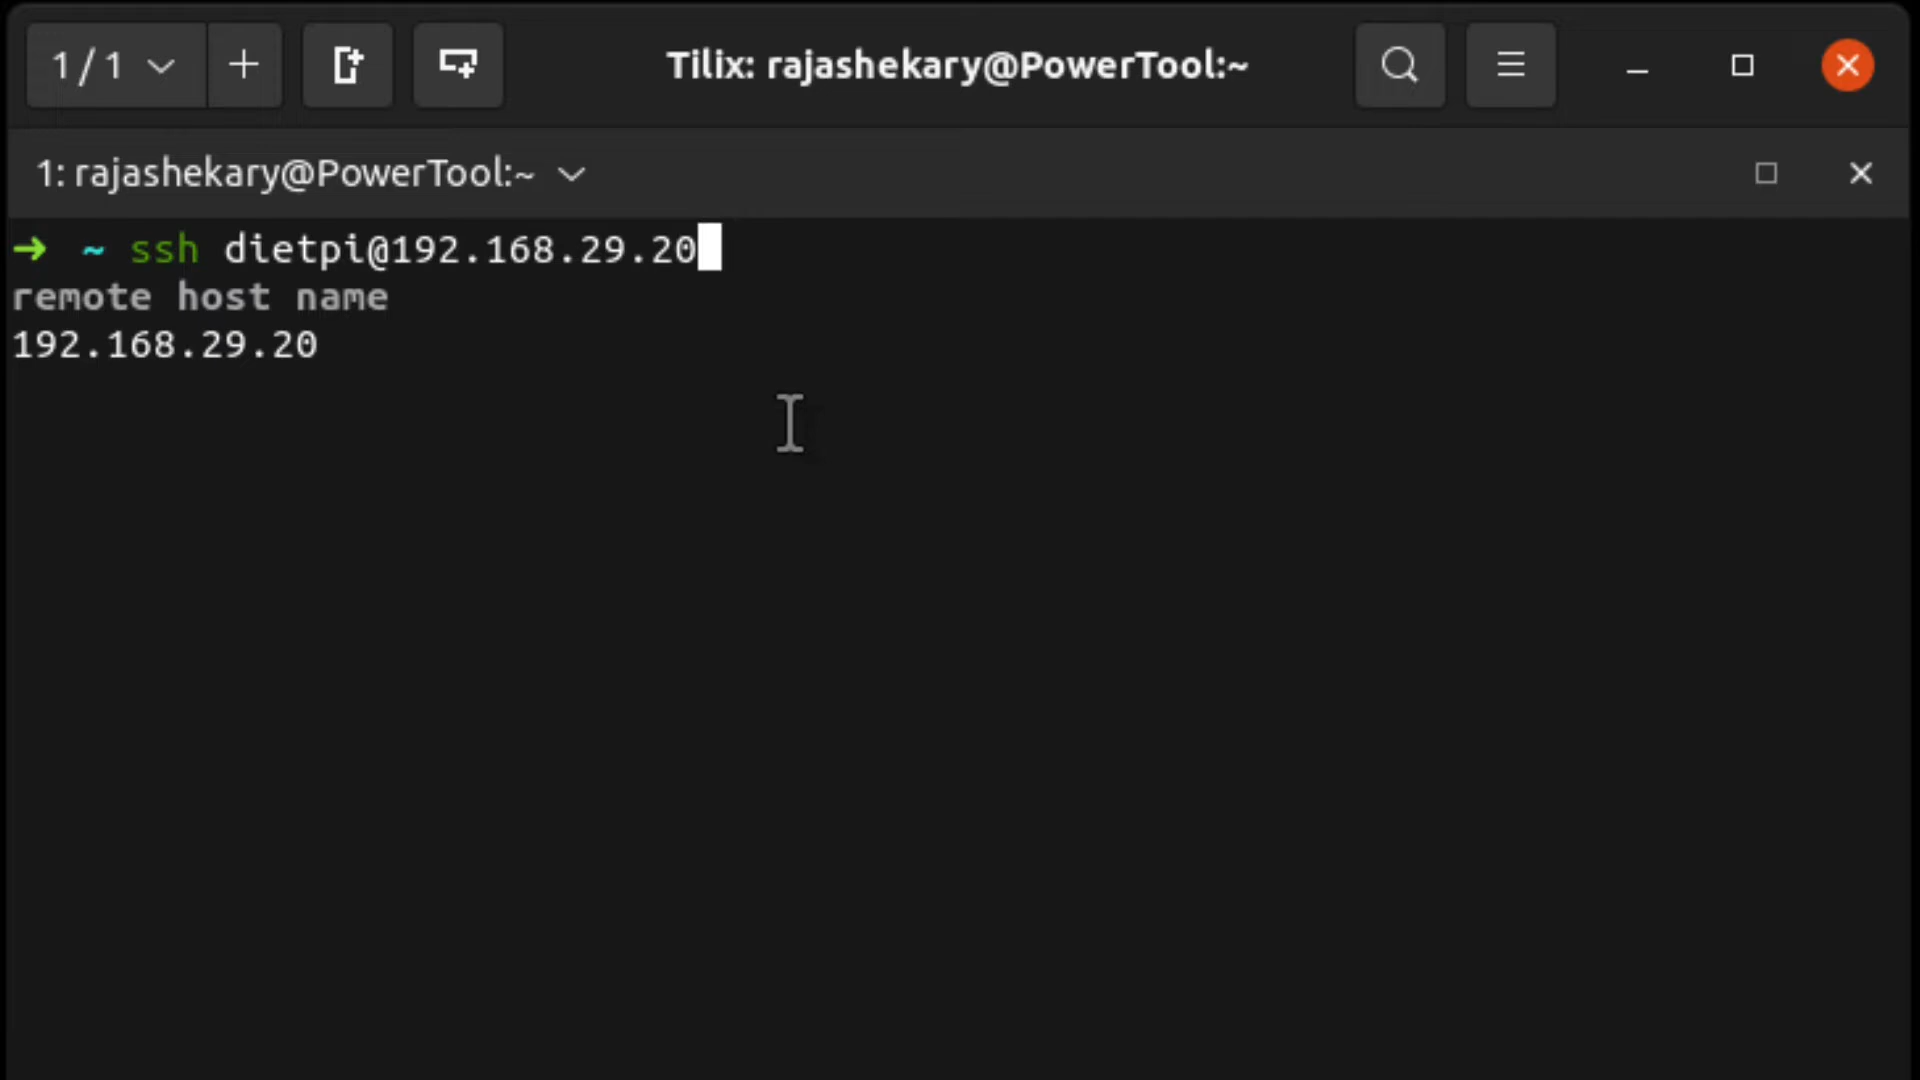 1 / 1
Tilix: rajashekary@PowerTool:~
1: rajashekary@PowerTool:~
➜ ~ ssh dietpi@192.168.29.20
remote host name
192.168.29.20